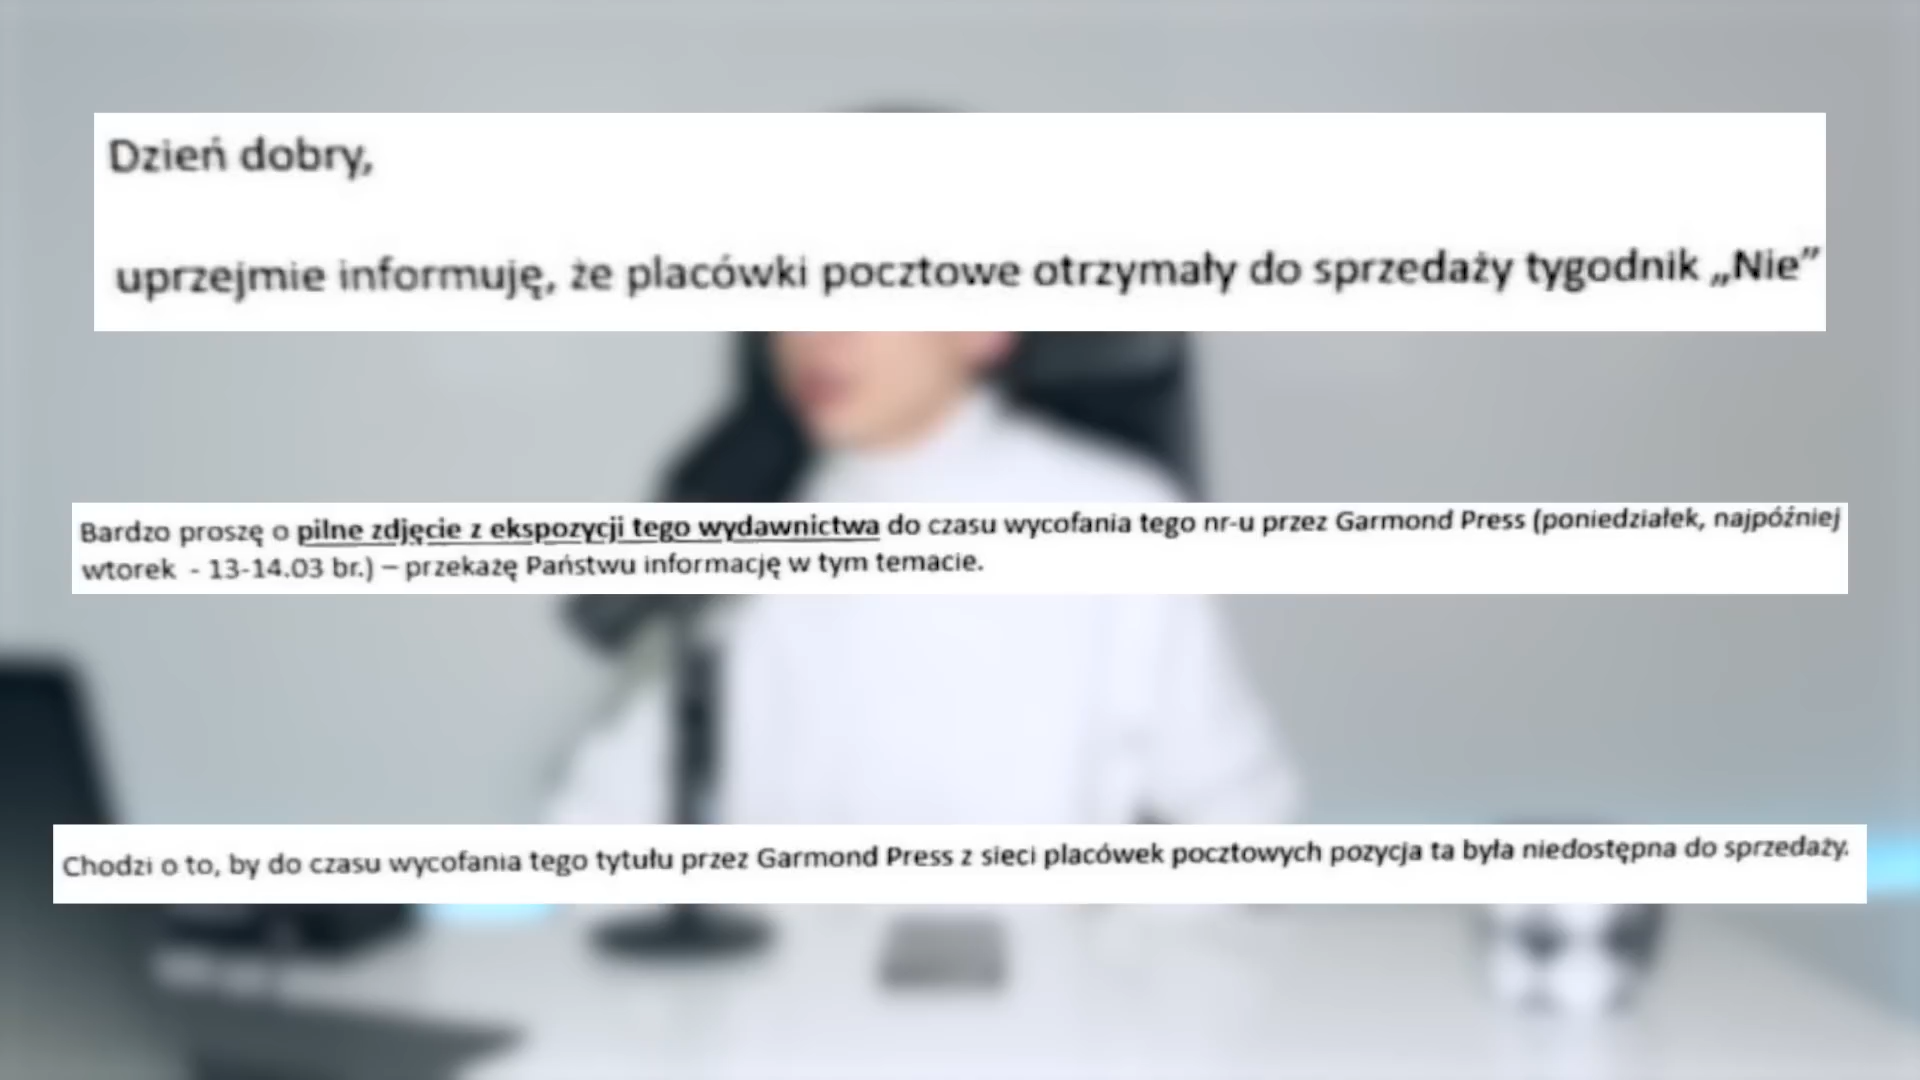 Dzień dobry,
uprzejmie informuję, że placówki pocztowe otrzymały do sprzedaży tygodnik „Nie”
Bardzo proszę o pilne zdjęcie z ekspozycji tego wydawnictwa do czasu wycofania tego nr-u przez Garmond Press (poniedziałek, najpóźniej
wtorek - 13-14.03 br.) – przekażę Państwu informację w tym temacie.
Chodzi o to, by do czasu wycofania tego tytułu przez Garmond Press z sieci placówek pocztowych pozycja ta była niedostępna do sprzedaży.